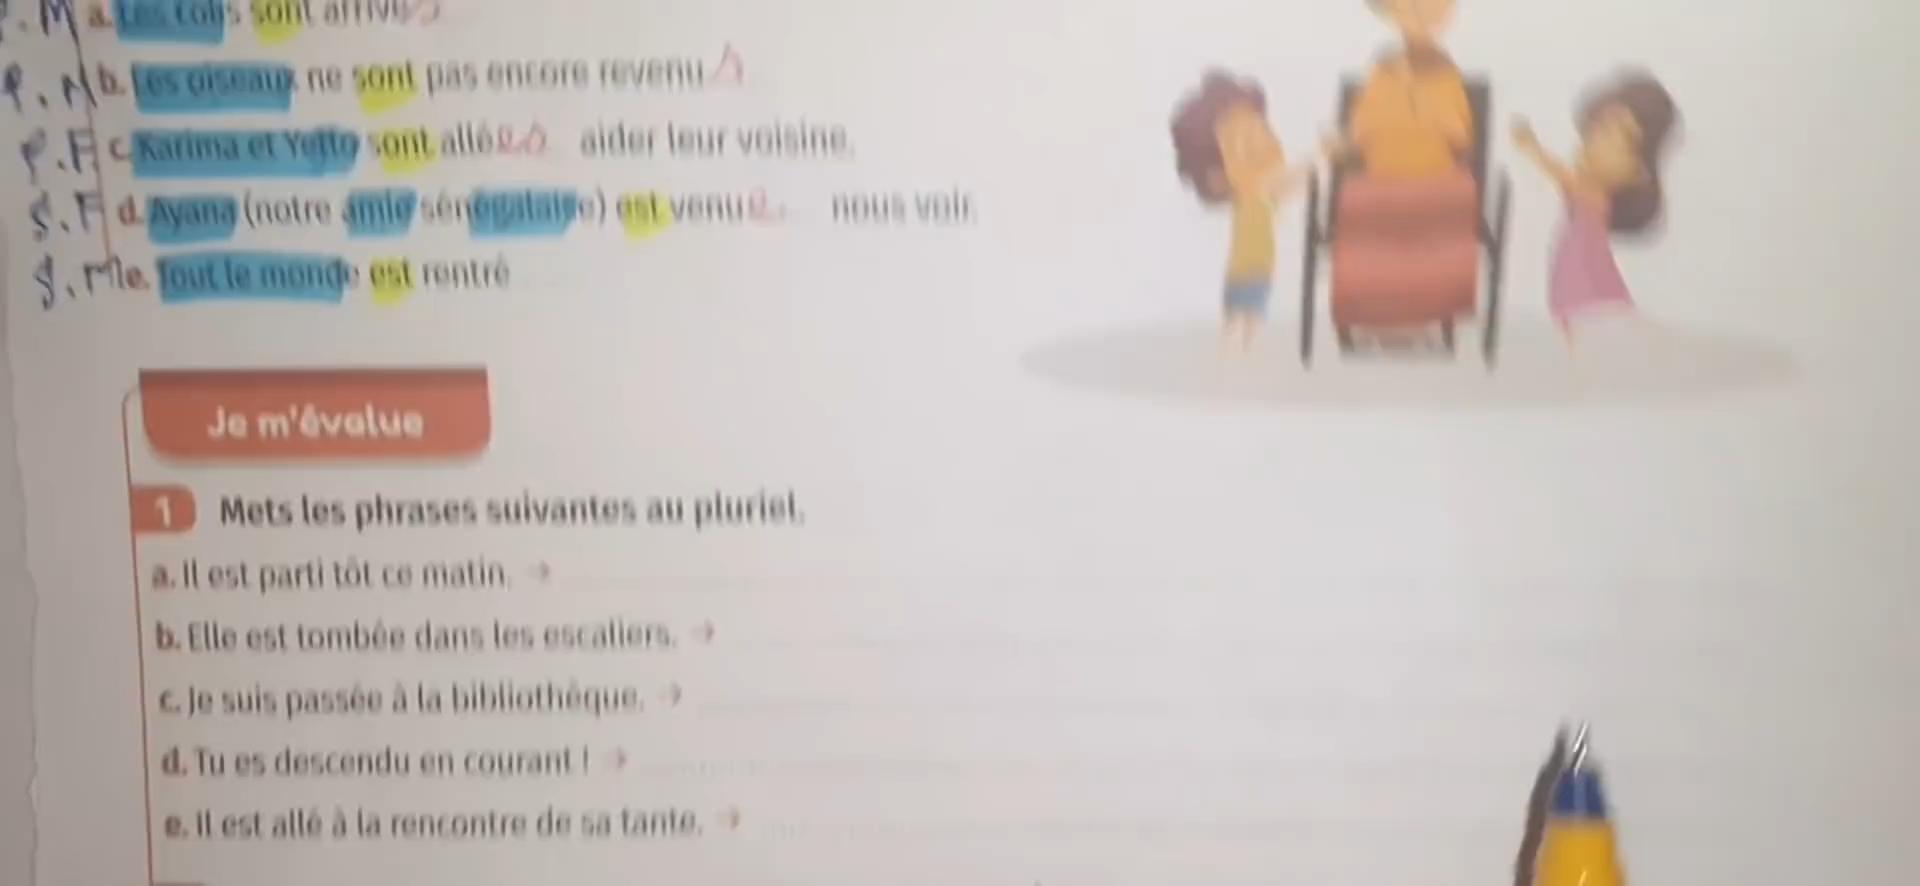 P.M a. Les colis sont arrivés
P.M b. Les oiseaux ne sont pas encore revenus
P.F c. Karima et Yetto sont allées aider leur voisine.
S.F d. Ayana (notre amie sénégalaise) est venue nous voir.
S.M e. Tout le monde est rentré
Je m'évalue
1 Mets les phrases suivantes au pluriel.
a. Il est parti tôt ce matin. →
b. Elle est tombée dans les escaliers. →
c. Je suis passée à la bibliothèque. →
d. Tu es descendu en courant ! →
e. Il est allé à la rencontre de sa tante. →